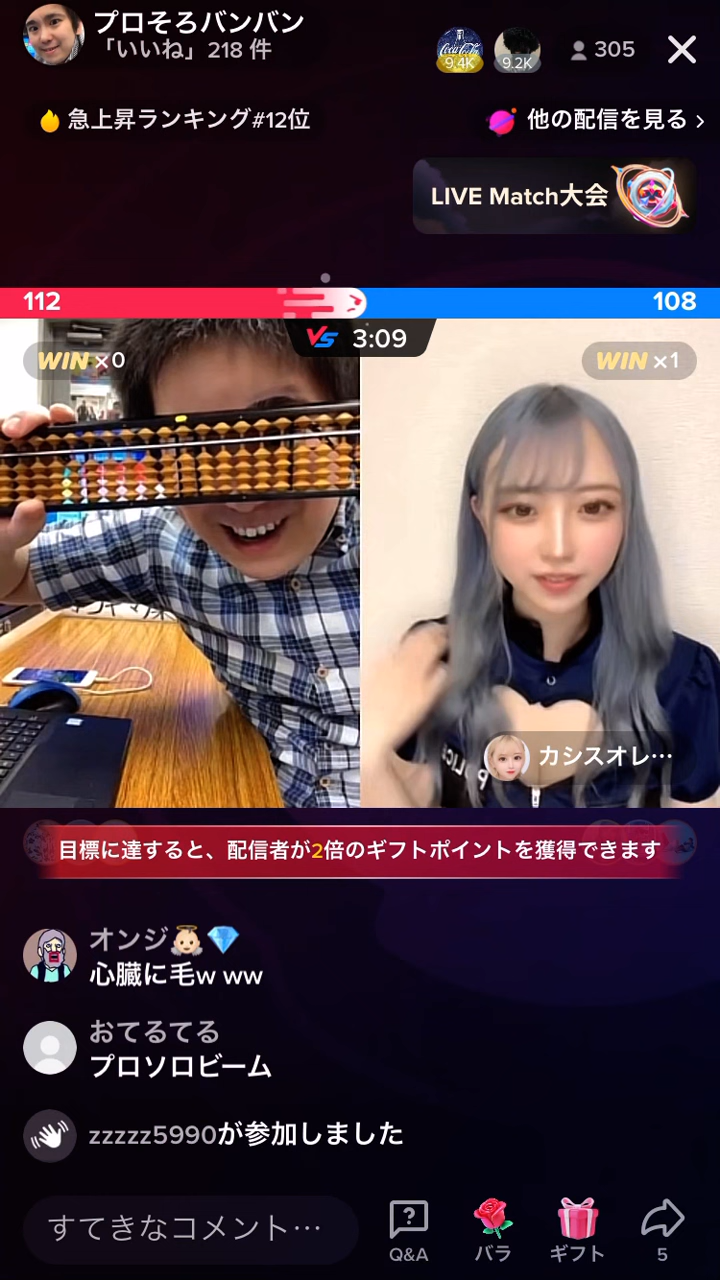 プロそろバンバン
「いいね」218 件
9.4K
9.2K
305
急上昇ランキング#12位
他の配信を見る
LIVE Match大会
112
108
VS 3:09
WIN ×0
WIN ×1
カシスオレ…
目標に達すると、配信者が2倍のギフトポイントを獲得できます
オンジ👼🏻💎
心臓に毛w ww
おてるてる
プロソロビーム
zzzzz5990が参加しました
すてきなコメント…
Q&A
バラ
ギフト
5